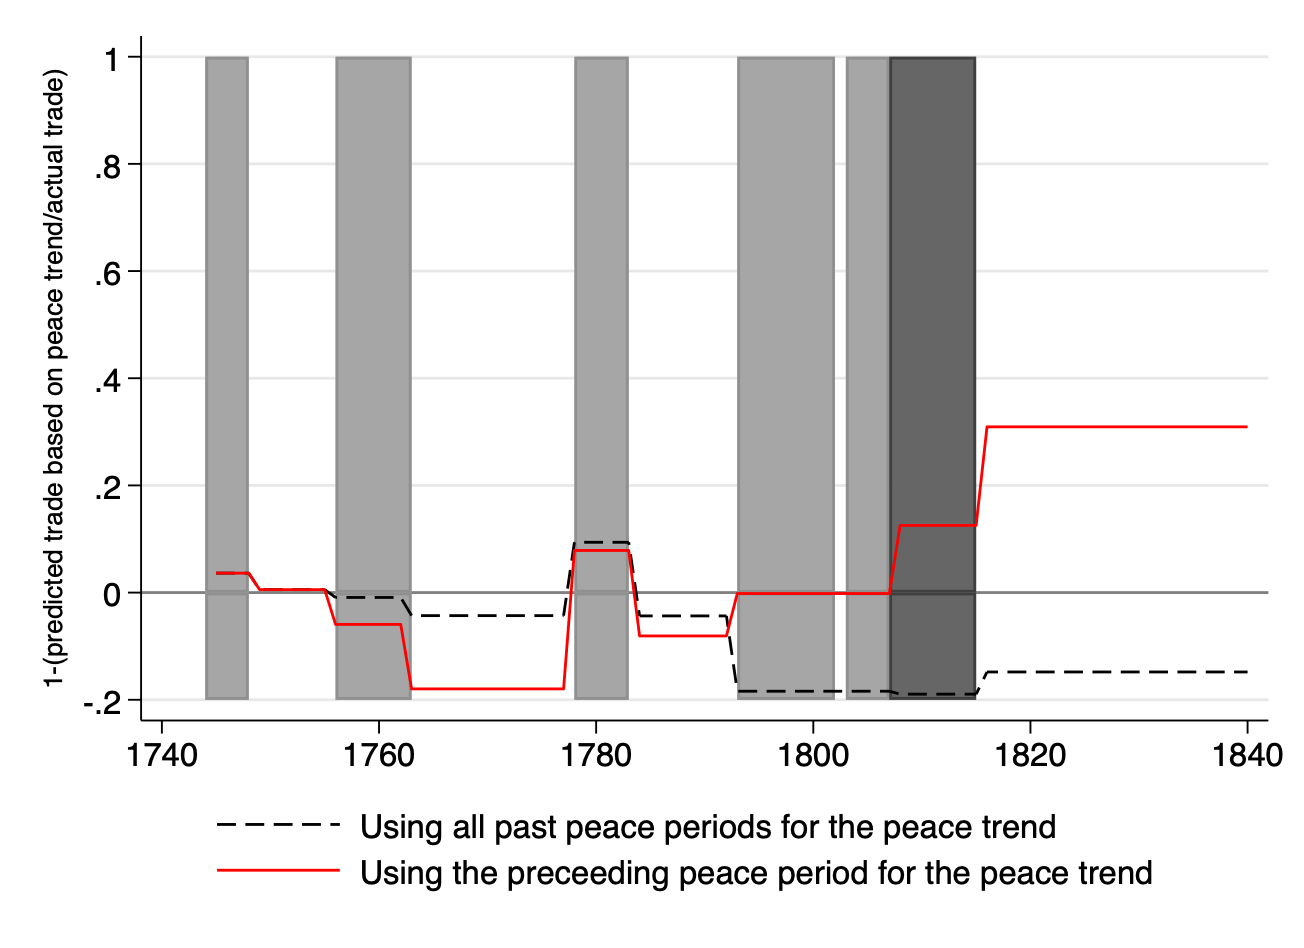 1-(predicted trade based on peace trend/actual trade)
1
.8
.6
.4
.2
0
-.2
1740 1760 1780 1800 1820 1840
Using all past peace periods for the peace trend
Using the preceeding peace period for the peace trend